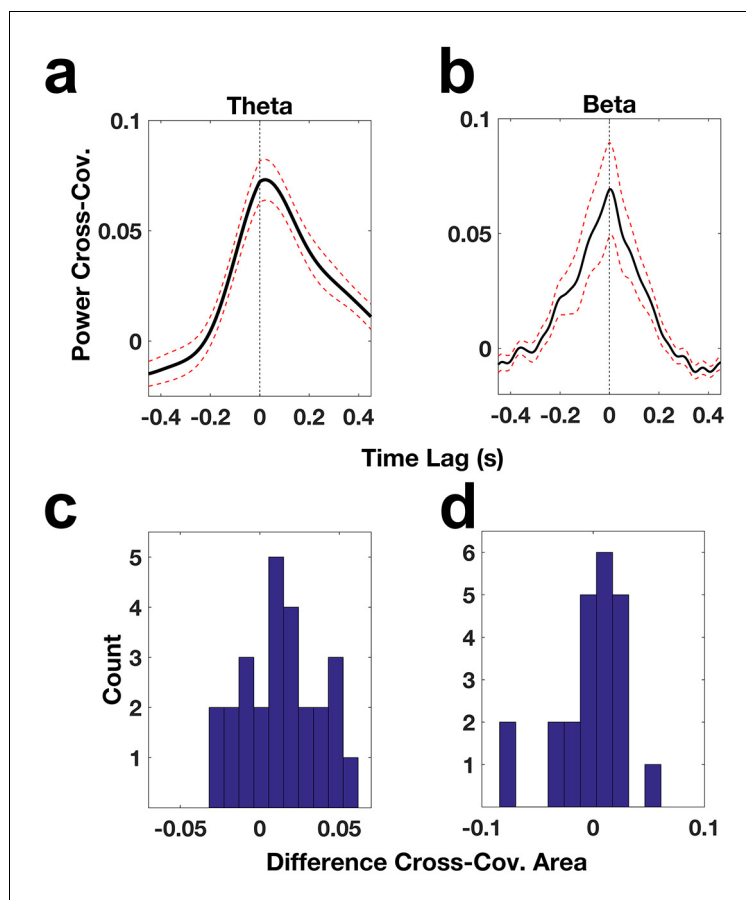 a
b
Theta
Beta
Power Cross-Cov.
0.1
0.05
0
-0.4 -0.2 0 0.2 0.4
0.1
0.05
0
-0.4 -0.2 0 0.2 0.4
Time Lag (s)
c
d
Count
5
4
3
2
1
-0.05 0 0.05
6
5
4
3
2
1
-0.1 0 0.1
Difference Cross-Cov. Area